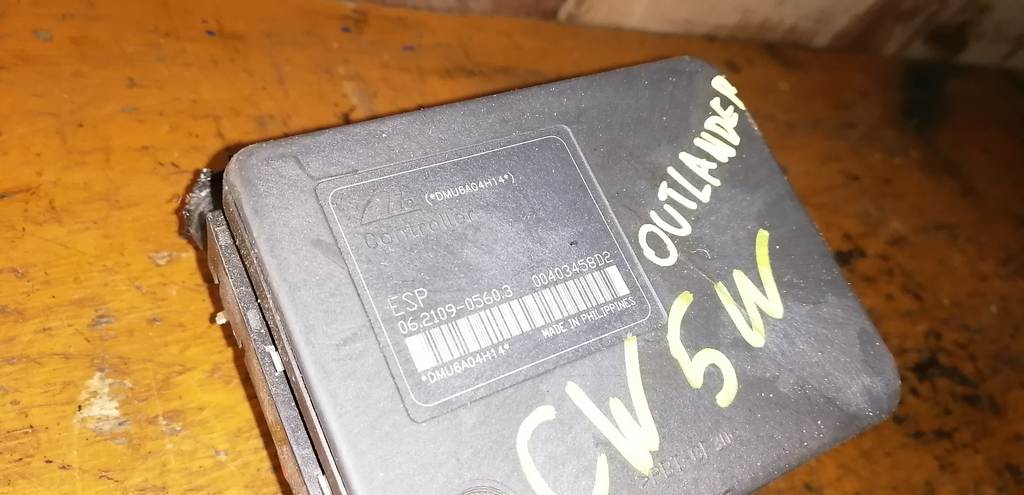 (*DMU6A04H14*)
Controller
ESP
06.2109-0560.3 00403458D2
*DMU6A04H14*
MADE IN PHILIPPINES
OUTLANDER
CW5W